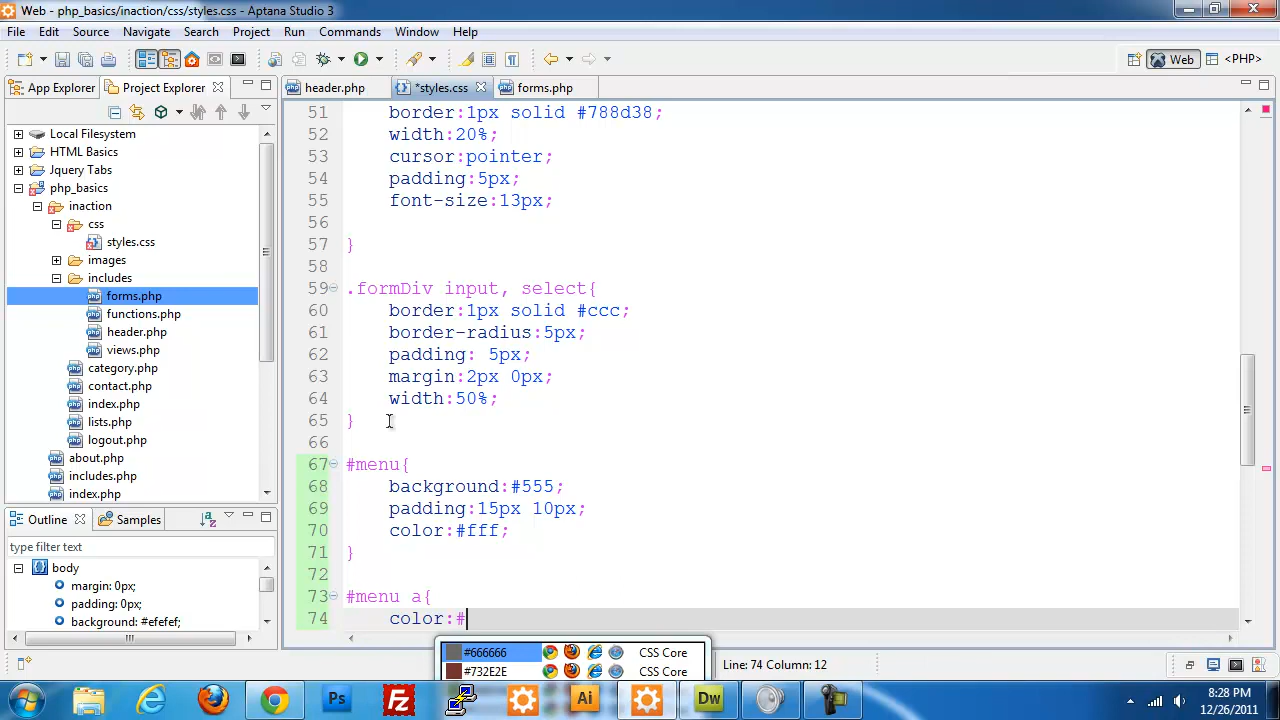 Web - php_basics/inaction/css/styles.css - Aptana Studio 3
File Edit Source Navigate Search Project Run Commands Window Help
Web <PHP>
App Explorer Project Explorer
header.php *styles.css forms.php
Local Filesystem
HTML Basics
Jquery Tabs
php_basics
inaction
css
styles.css
images
includes
forms.php
functions.php
header.php
views.php
category.php
contact.php
index.php
lists.php
logout.php
about.php
includes.php
index.php
51 border:1px solid #788d38;
52 width:20%;
53 cursor:pointer;
54 padding:5px;
55 font-size:13px;
56
57 }
58
59 .formDiv input, select{
60 border:1px solid #ccc;
61 border-radius:5px;
62 padding: 5px;
63 margin:2px 0px;
64 width:50%;
65 }
66
67 #menu{
68 background:#555;
69 padding:15px 10px;
70 color:#fff;
71 }
72
73 #menu a{
74 color:#
Outline Samples
type filter text
body
margin: 0px;
padding: 0px;
background: #efefef;
#666666 CSS Core
#732E2E CSS Core
Line: 74 Column: 12
Ps Fz Ai Dw
8:28 PM
12/26/2011